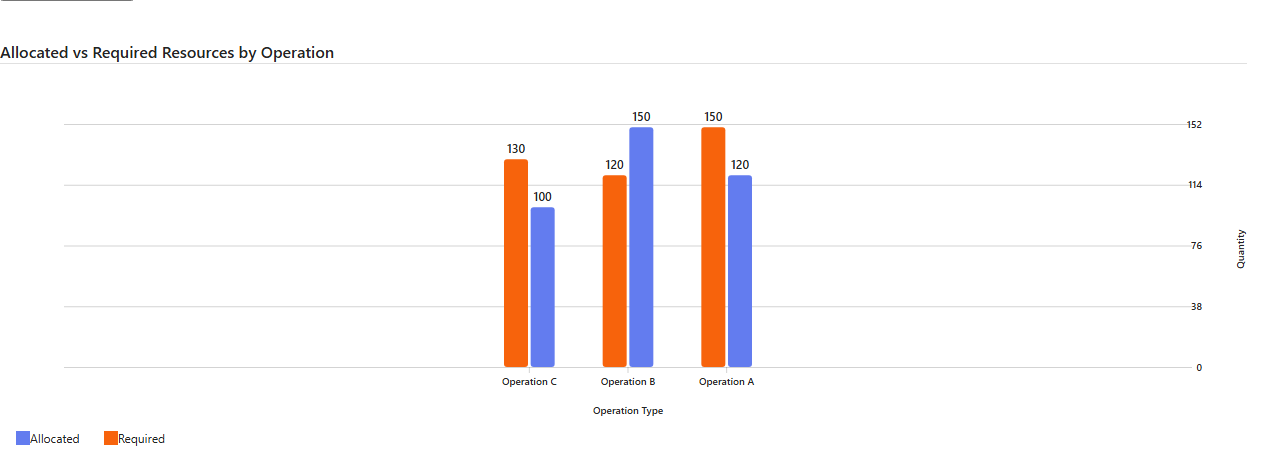 Allocated vs Required Resources by Operation
150 150
152
130
120 120
100
114
76
Quantity
38
0
Operation C Operation B Operation A
Operation Type
Allocated Required